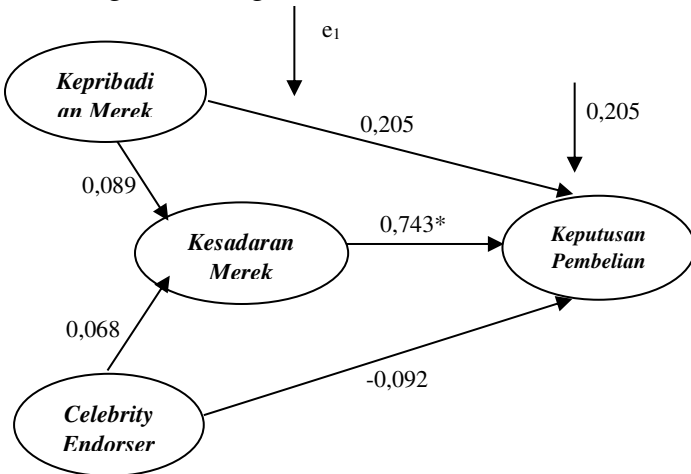 e1
Kepribadi
an Merek
0,205
0,205
0,089
Kesadaran
Merek
0,743*
Keputusan
Pembelian
0,068
-0,092
Celebrity
Endorser